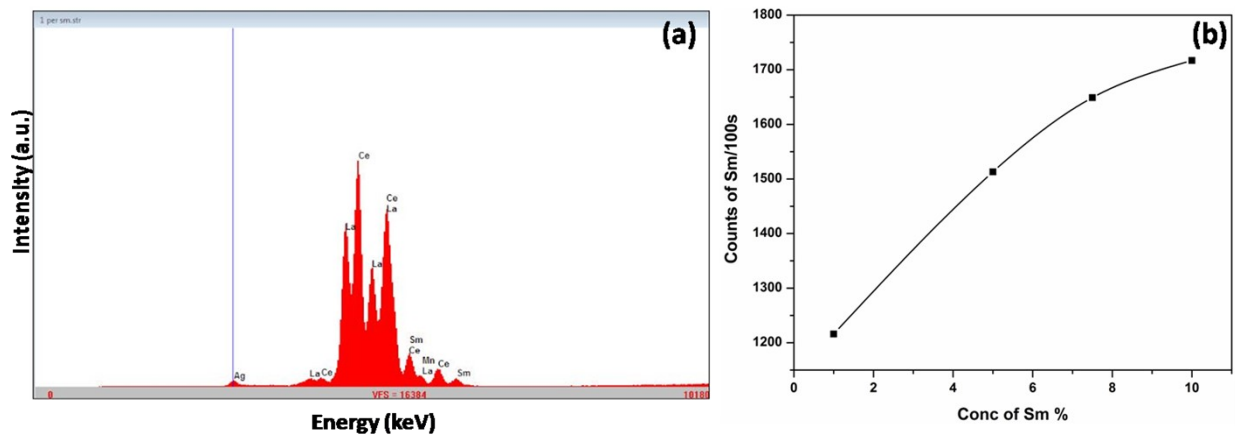 1 per sm.str
(a)
Intensity (a.u.)
Ce
Ce
La
La
La
Sm
Ce
Mn
La
Ce
Sm
La
Ce
Ag
0
VFS = 16384
10180
Energy (keV)
(b)
1800
1700
1600
1500
1400
1300
1200
Counts of Sm/100s
0
2
4
6
8
10
Conc of Sm %